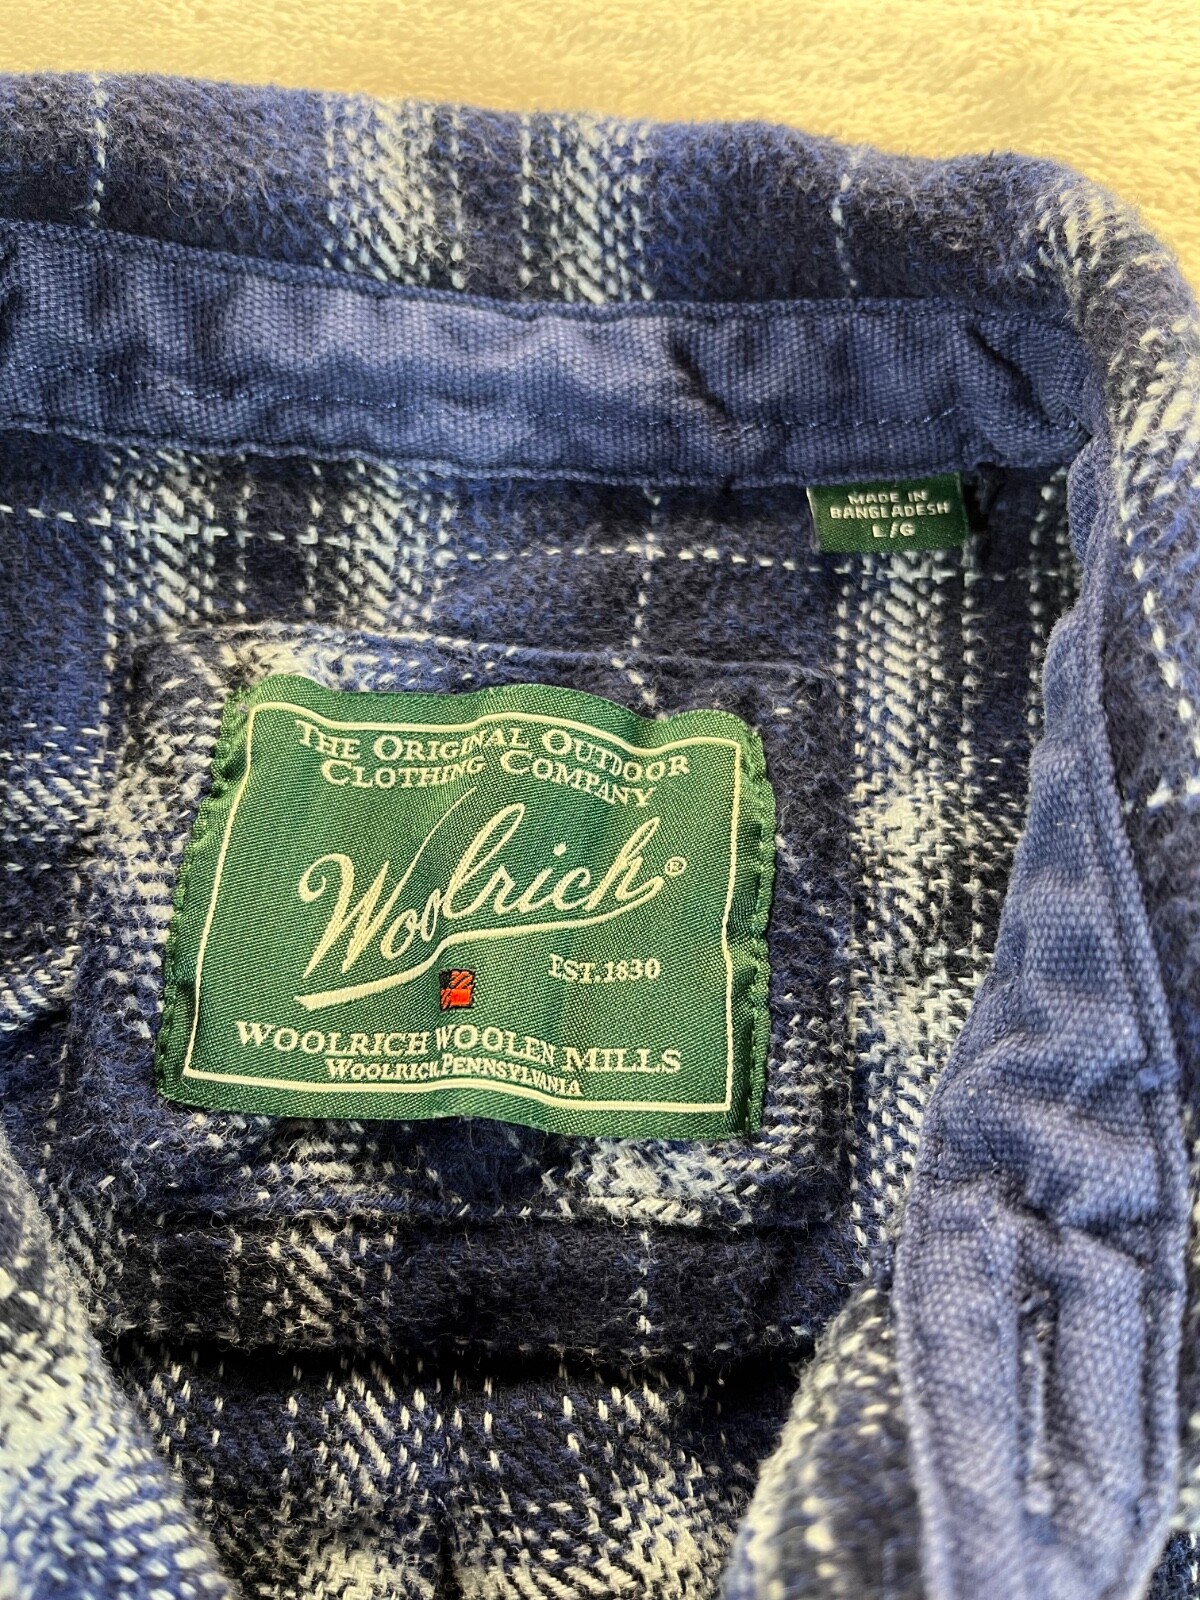 MADE IN
BANGLADESH
L/G
THE ORIGINAL OUTDOOR
CLOTHING COMPANY
Woolrich®
EST. 1830
WOOLRICH WOOLEN MILLS
WOOLRICH, PENNSYLVANIA